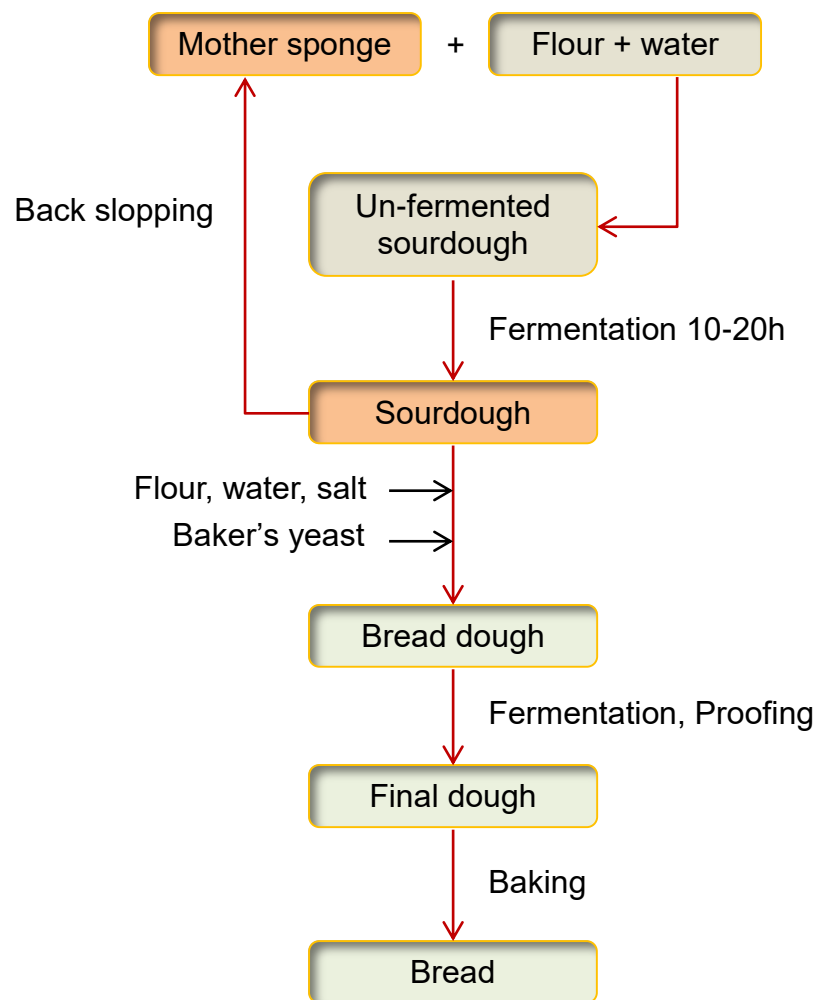 Mother sponge + Flour + water
Back slopping
Un-fermented
sourdough
Fermentation 10-20h
Sourdough
Flour, water, salt
Baker’s yeast
Bread dough
Fermentation, Proofing
Final dough
Baking
Bread